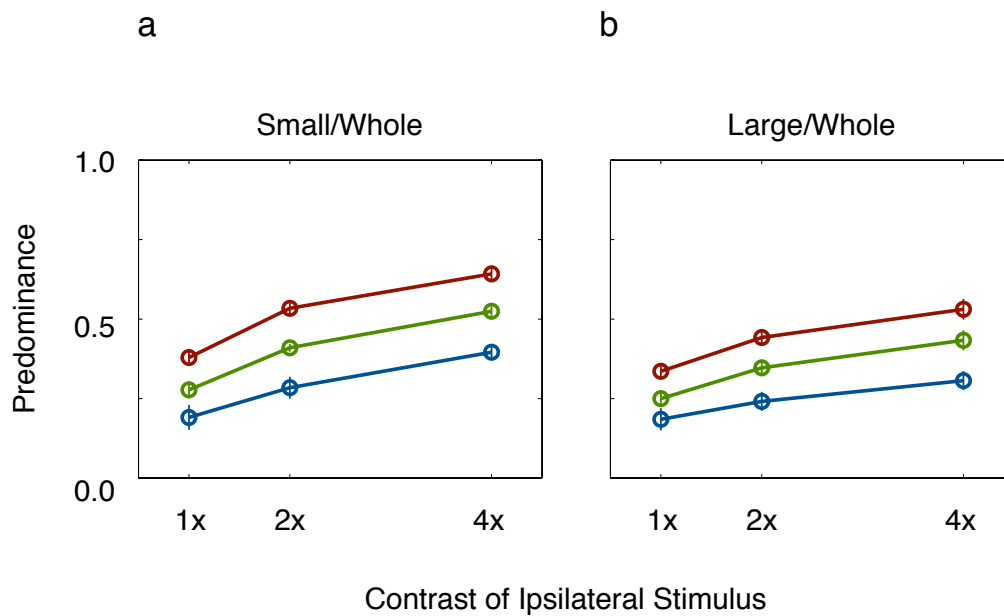 a
b
Small/Whole
Large/Whole
1.0
0.5
0.0
Predominance
1x 2x 4x
1x 2x 4x
Contrast of Ipsilateral Stimulus